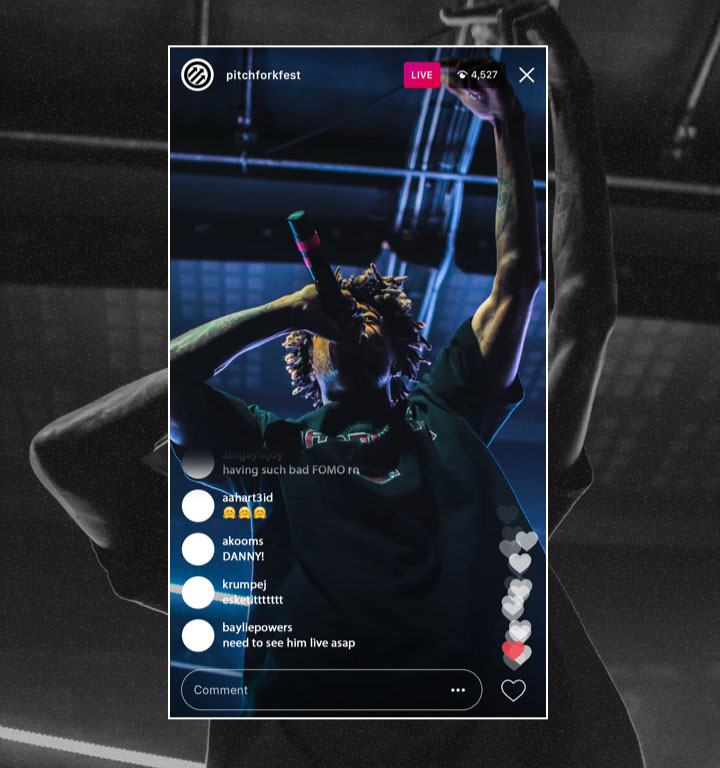 pitchforkfest
LIVE
4,527
abigaylejoy
having such bad FOMO rn
aahart3id
🤗🤗🤗
akooms
DANNY!
krumpej
esketittttttt
bayliepowers
need to see him live asap
Comment